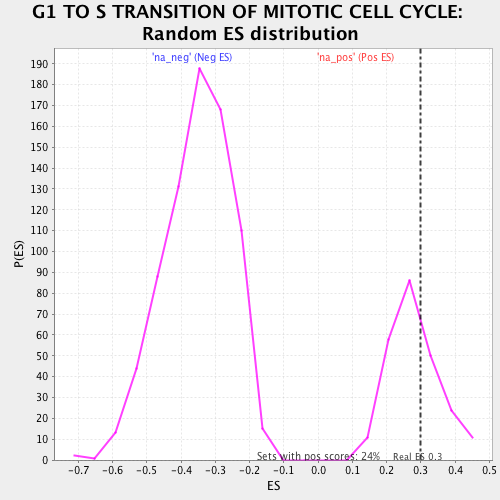 G1 TO S TRANSITION OF MITOTIC CELL CYCLE:
Random ES distribution
'na_neg' (Neg ES) 'na_pos' (Pos ES)
190
180
170
160
150
140
130
120
110
100
90
80
70
60
50
40
30
20
10
0
P(ES)
Sets with pos scores: 24% Real ES 0.3
-0.7 -0.6 -0.5 -0.4 -0.3 -0.2 -0.1 0.0 0.1 0.2 0.3 0.4 0.5
ES